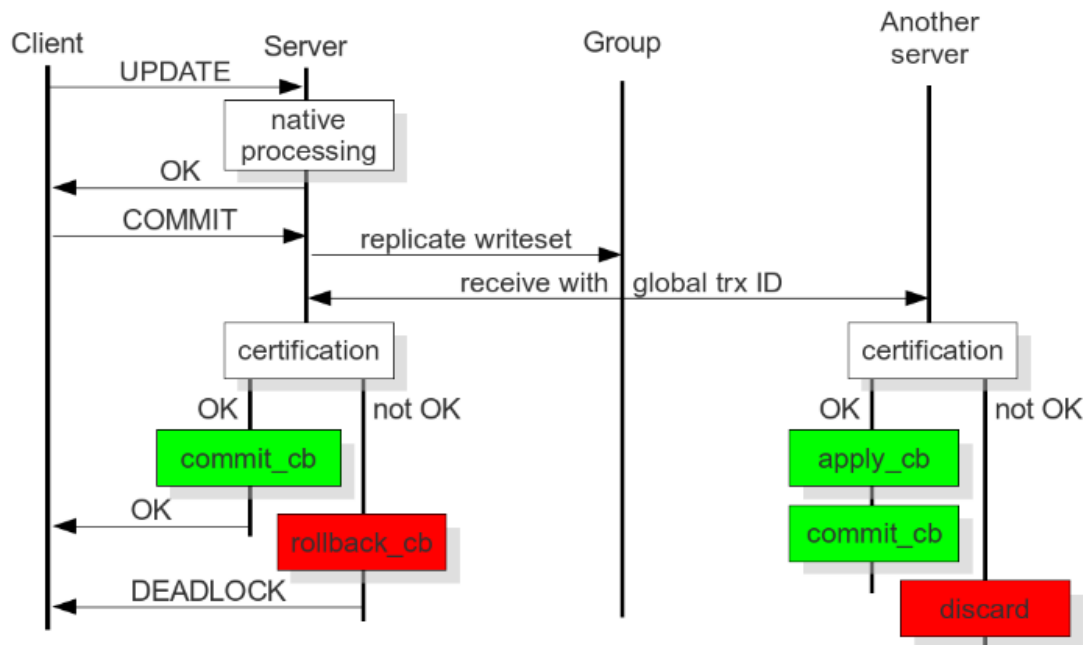 Client
Server
Group
Another
server
UPDATE
native
processing
OK
COMMIT
replicate writeset
receive with global trx ID
certification
certification
OK
not OK
OK
not OK
commit_cb
apply_cb
OK
rollback_cb
commit_cb
DEADLOCK
discard